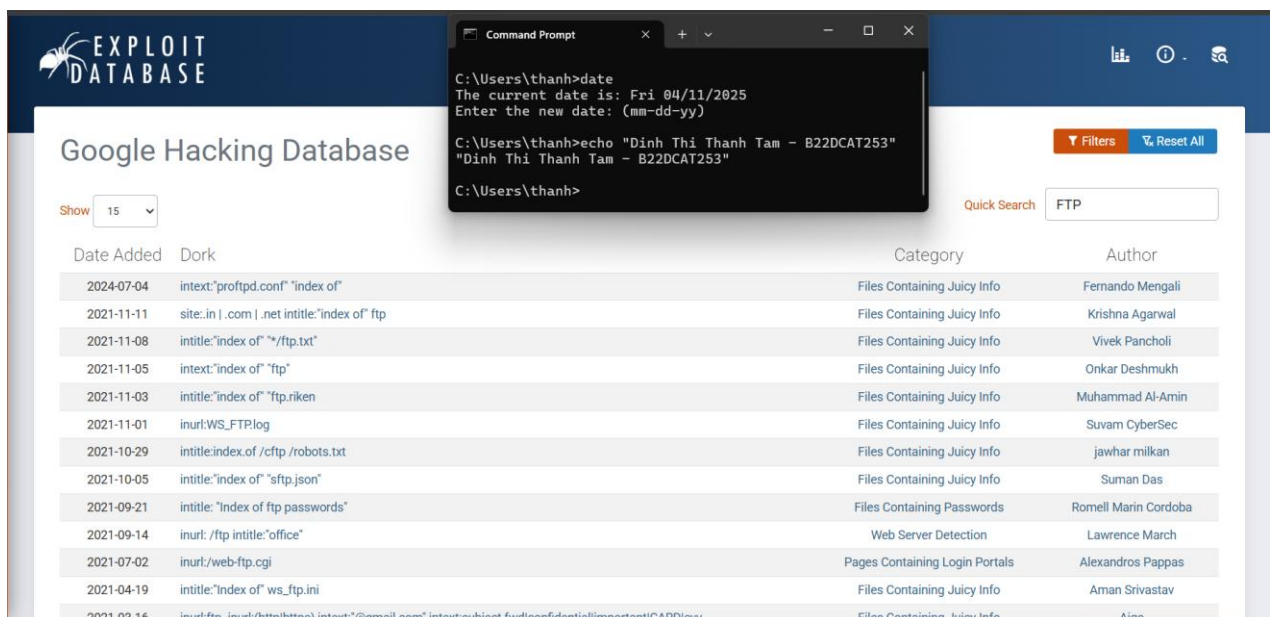 EXPLOIT
DATABASE
Command Prompt
C:\Users\thanh>date
The current date is: Fri 04/11/2025
Enter the new date: (mm-dd-yy)
C:\Users\thanh>echo "Dinh Thi Thanh Tam - B22DCAT253"
"Dinh Thi Thanh Tam - B22DCAT253"
C:\Users\thanh>
Google Hacking Database
Filters Reset All
Show 15
Quick Search FTP
Date Added Dork Category Author
2024-07-04 intext:"proftpd.conf" "index of" Files Containing Juicy Info Fernando Mengali
2021-11-11 site:.in | .com | .net intitle:"index of" ftp Files Containing Juicy Info Krishna Agarwal
2021-11-08 intitle:"index of" "*/ftp.txt" Files Containing Juicy Info Vivek Pancholi
2021-11-05 intext:"index of" "ftp" Files Containing Juicy Info Onkar Deshmukh
2021-11-03 intitle:"index of" "ftp.riken Files Containing Juicy Info Muhammad Al-Amin
2021-11-01 inurl:WS_FTP.log Files Containing Juicy Info Suvam CyberSec
2021-10-29 intitle:index.of /cftp /robots.txt Files Containing Juicy Info jawhar milkan
2021-10-05 intitle:"index of" "sftp.json" Files Containing Juicy Info Suman Das
2021-09-21 intitle: "Index of ftp passwords" Files Containing Passwords Romell Marin Cordoba
2021-09-14 inurl: /ftp intitle:"office" Web Server Detection Lawrence March
2021-07-02 inurl:/web-ftp.cgi Pages Containing Login Portals Alexandros Pappas
2021-04-19 intitle:"Index of" ws_ftp.ini Files Containing Juicy Info Aman Srivastav
2021-03-16 Files Containing Juicy Info